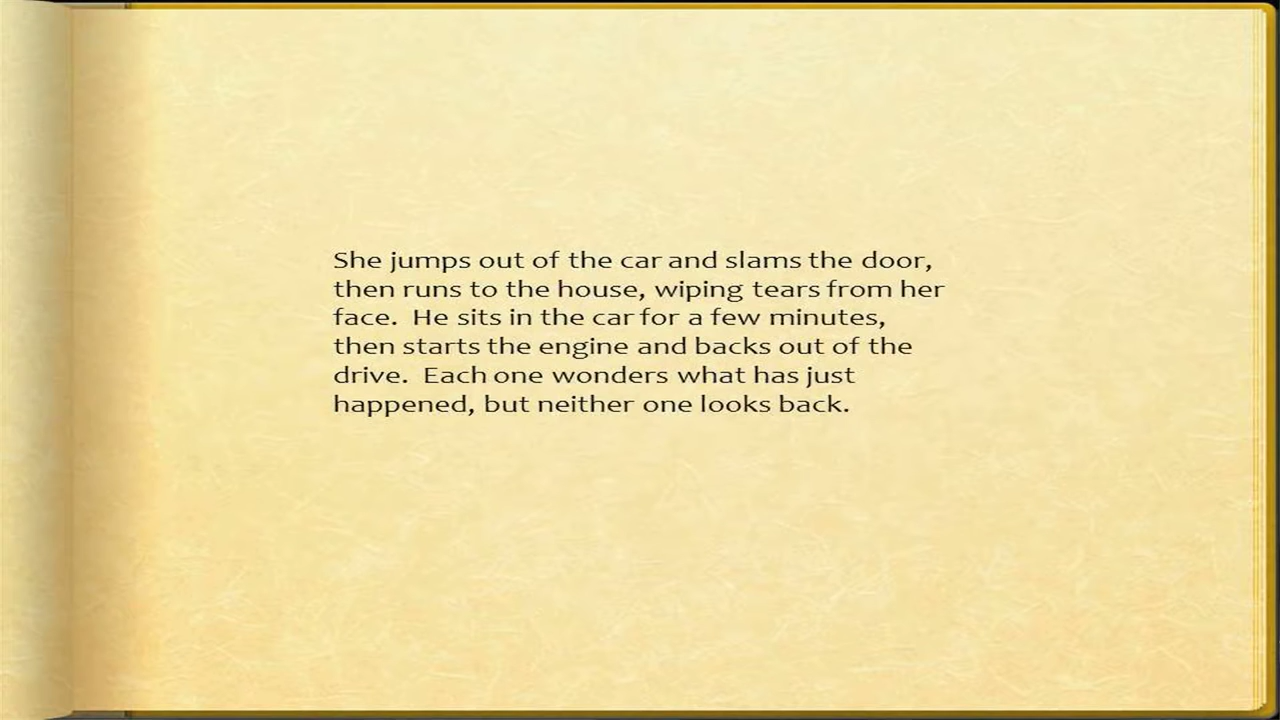 She jumps out of the car and slams the door,
then runs to the house, wiping tears from her
face.  He sits in the car for a few minutes,
then starts the engine and backs out of the
drive.  Each one wonders what has just
happened, but neither one looks back.